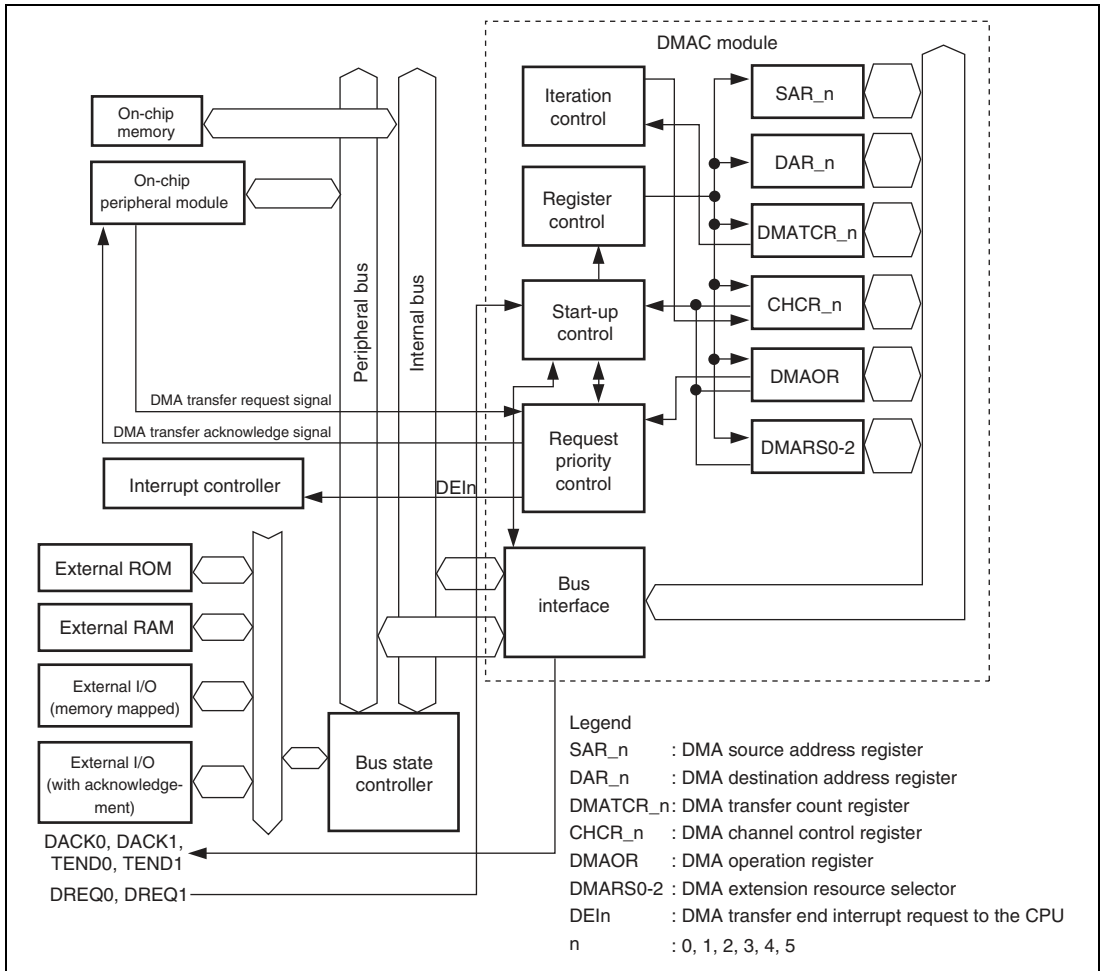 DMAC module
On-chip
memory
On-chip
peripheral module
Peripheral bus
Internal bus
Iteration
control
Register
control
Start-up
control
Request
priority
control
SAR_n
DAR_n
DMATCR_n
CHCR_n
DMAOR
DMARS0-2
DMA transfer request signal
DMA transfer acknowledge signal
Interrupt controller
DEIn
External ROM
External RAM
External I/O
(memory mapped)
External I/O
(with acknowledge-
ment)
Bus
interface
Bus state
controller
DACK0, DACK1,
TEND0, TEND1
DREQ0, DREQ1
Legend
SAR_n : DMA source address register
DAR_n : DMA destination address register
DMATCR_n : DMA transfer count register
CHCR_n : DMA channel control register
DMAOR : DMA operation register
DMARS0-2 : DMA extension resource selector
DEIn : DMA transfer end interrupt request to the CPU
n : 0, 1, 2, 3, 4, 5